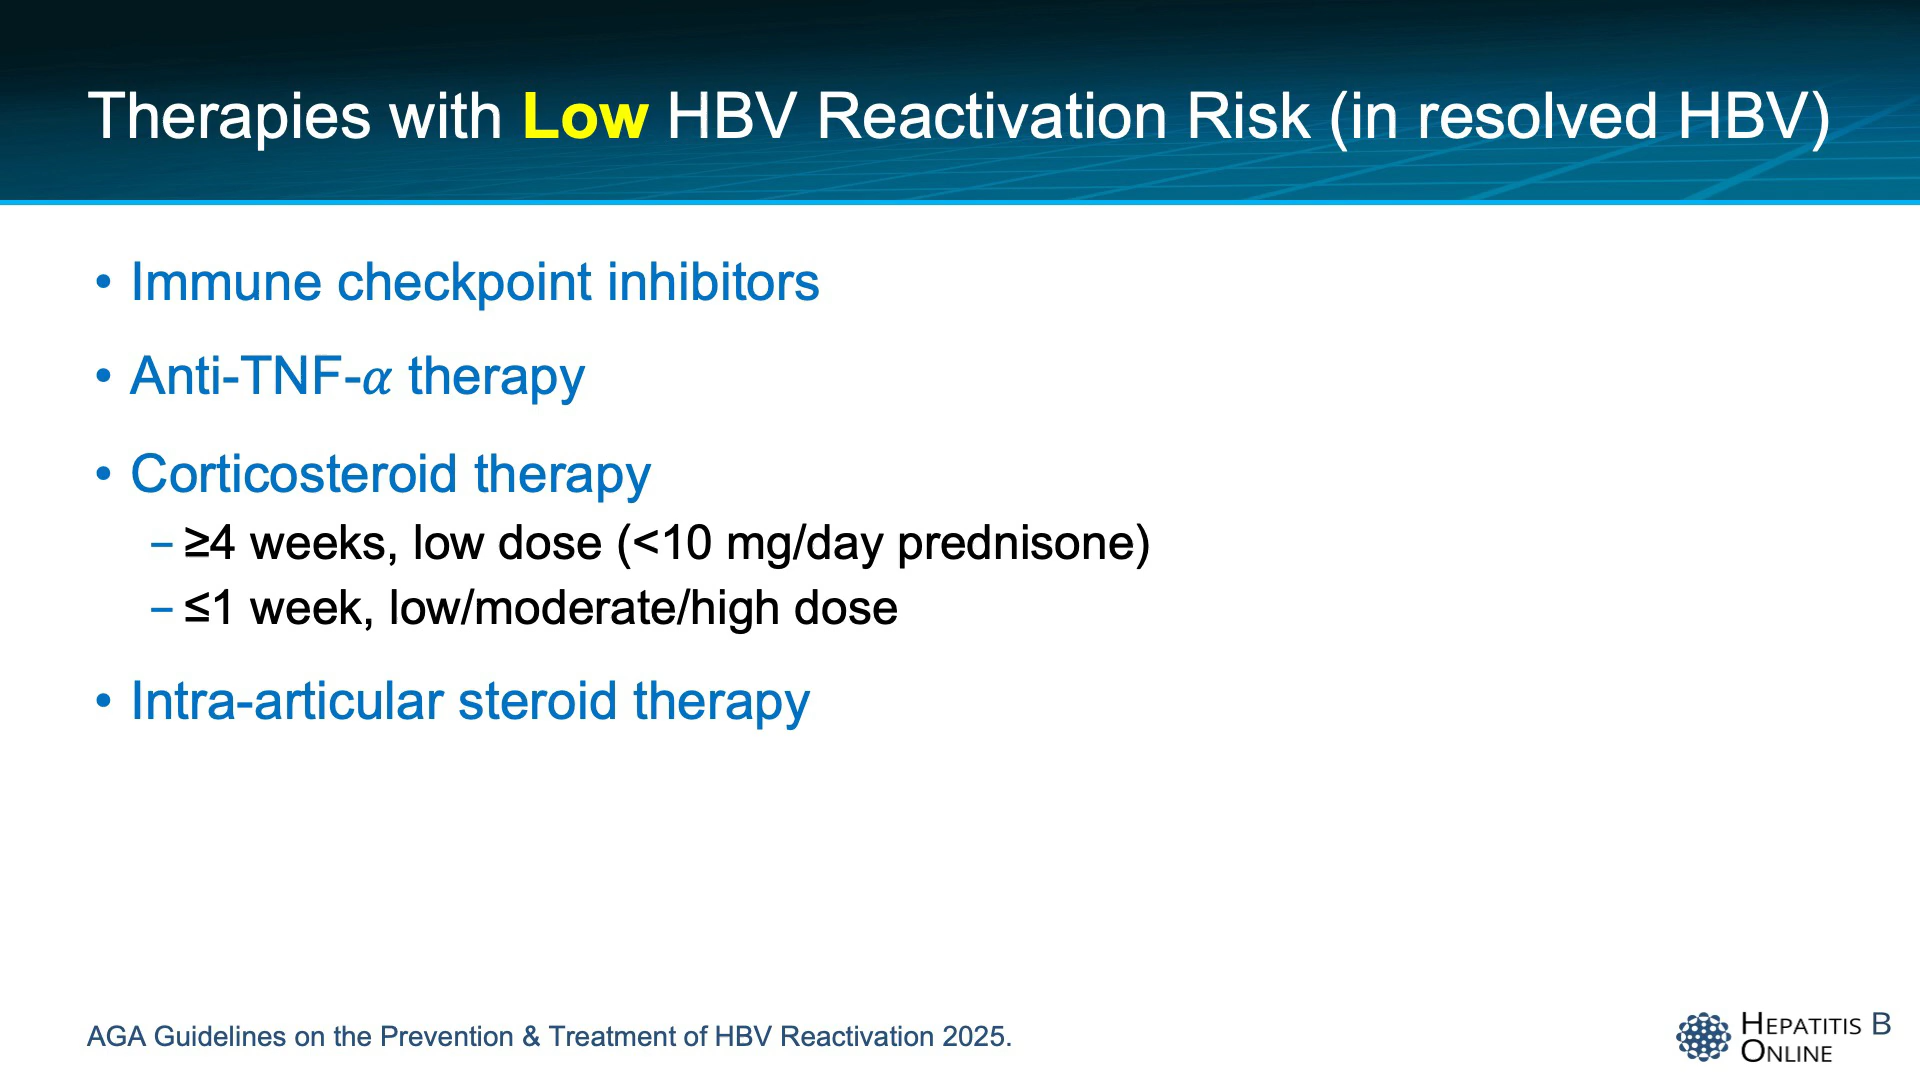 Therapies with Low HBV Reactivation Risk (in resolved HBV)
• Immune checkpoint inhibitors
• Anti-TNF-𝛼 therapy
• Corticosteroid therapy
– ≥4 weeks, low dose (<10 mg/day prednisone)
– ≤1 week, low/moderate/high dose
• Intra-articular steroid therapy
AGA Guidelines on the Prevention & Treatment of HBV Reactivation 2025.
HEPATITIS B
ONLINE